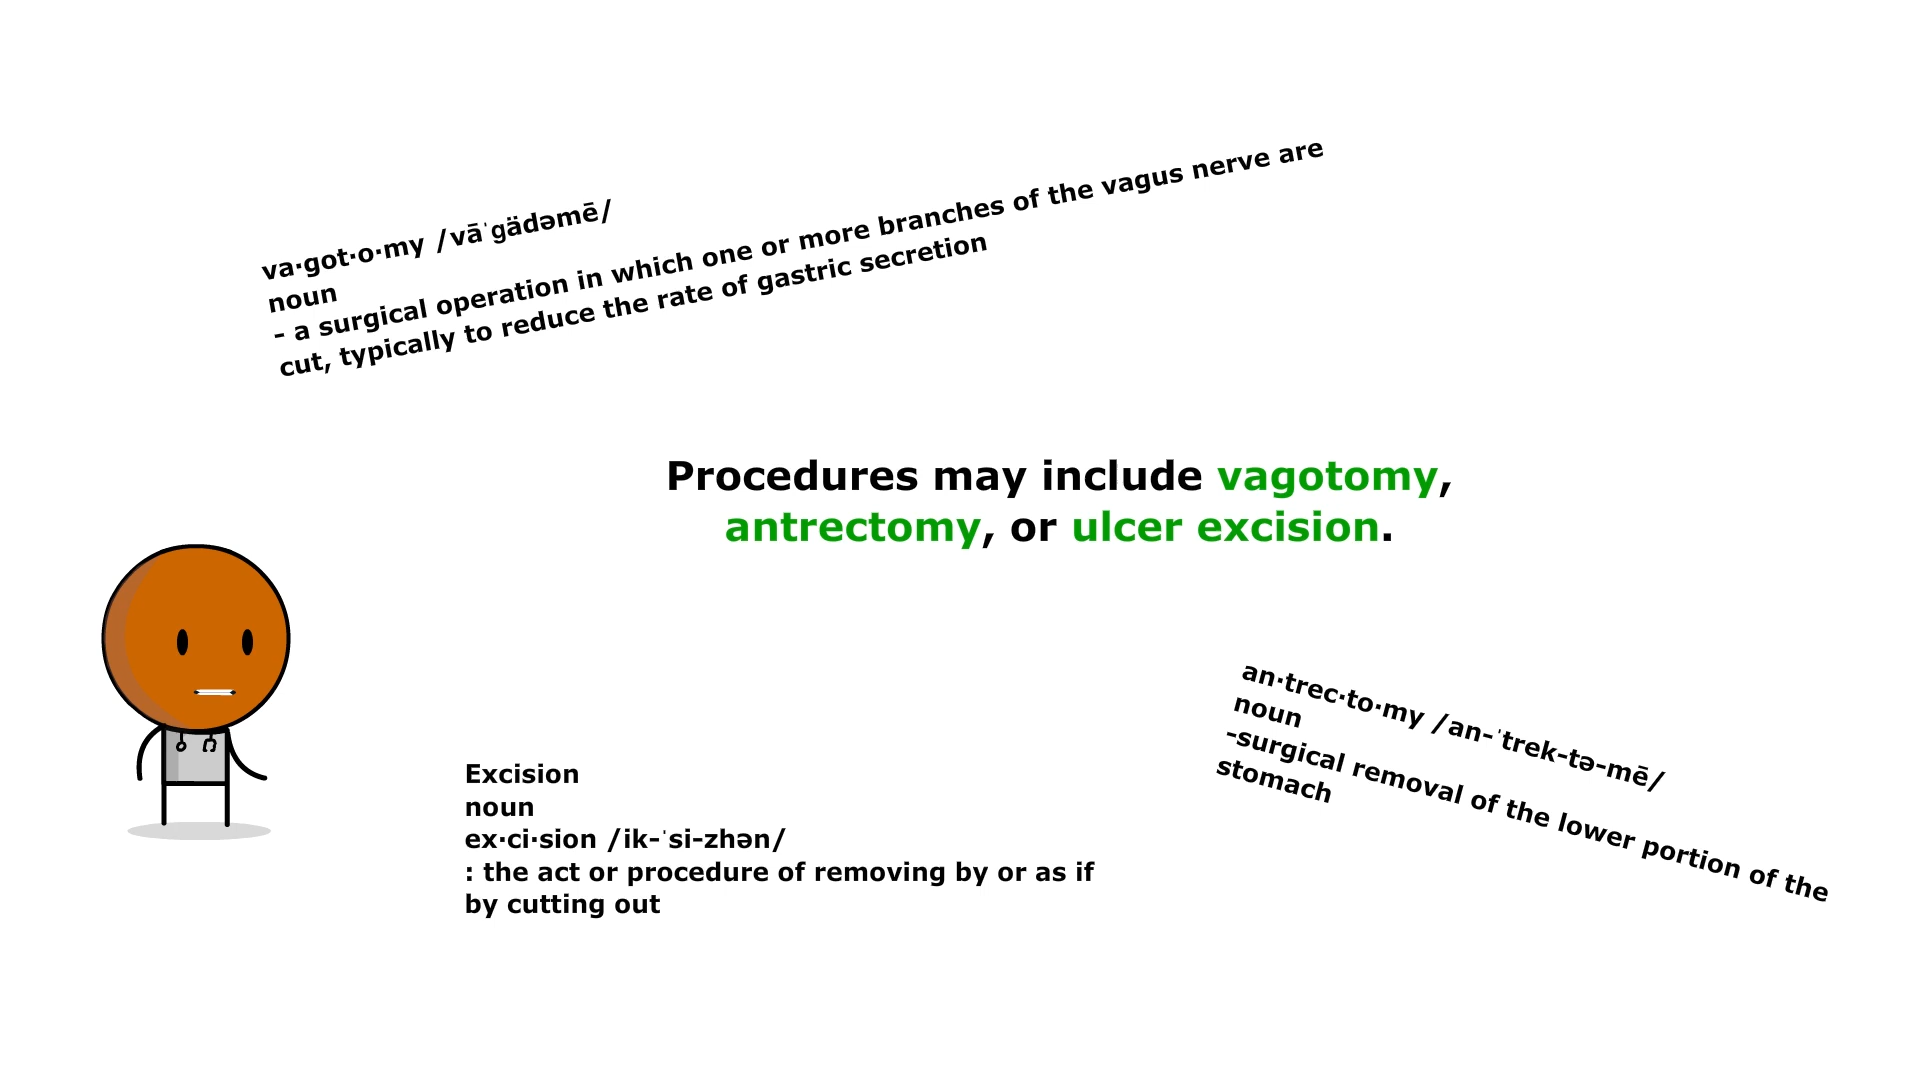 va·got·o·my /vāˈgädəmē/
noun
- a surgical operation in which one or more branches of the vagus nerve are
cut, typically to reduce the rate of gastric secretion
Procedures may include vagotomy,
antrectomy, or ulcer excision.
an·trec·to·my /an-ˈtrek-tə-mē/
noun
-surgical removal of the lower portion of the
stomach
Excision
noun
ex·ci·sion /ik-ˈsi-zhən/
: the act or procedure of removing by or as if
by cutting out